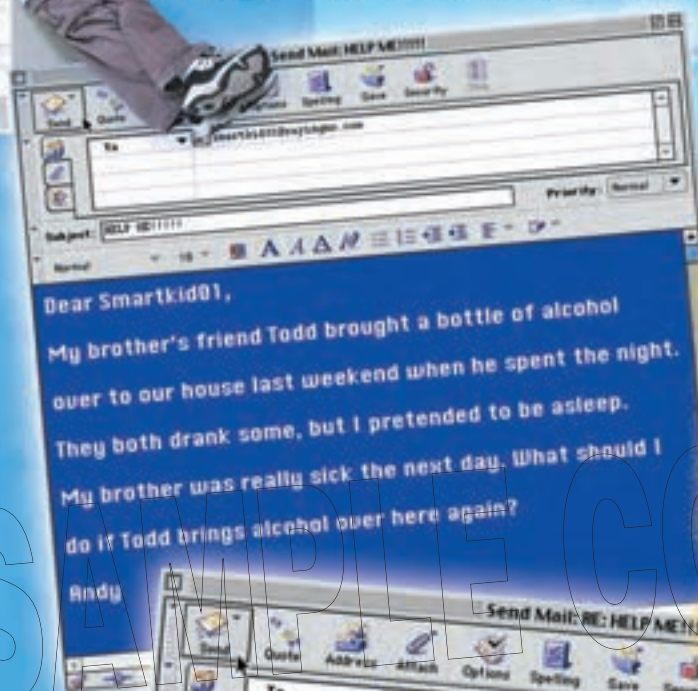 Send Mail: HELP ME!!!!!
Send Quote Options Spelling Save Security
To
Priority: Normal
Subject: HELP ME!!!!!
Normal 18 A A A
Dear Smartkid01,
My brother's friend Todd brought a bottle of alcohol
over to our house last weekend when he spent the night.
They both drank some, but I pretended to be asleep.
My brother was really sick the next day. What should I
do if Todd brings alcohol over here again?
Andy
Send Mail: RE: HELP ME!!!
Send Quote Address Attach Options Spelling Save
To
SAMPLE CO